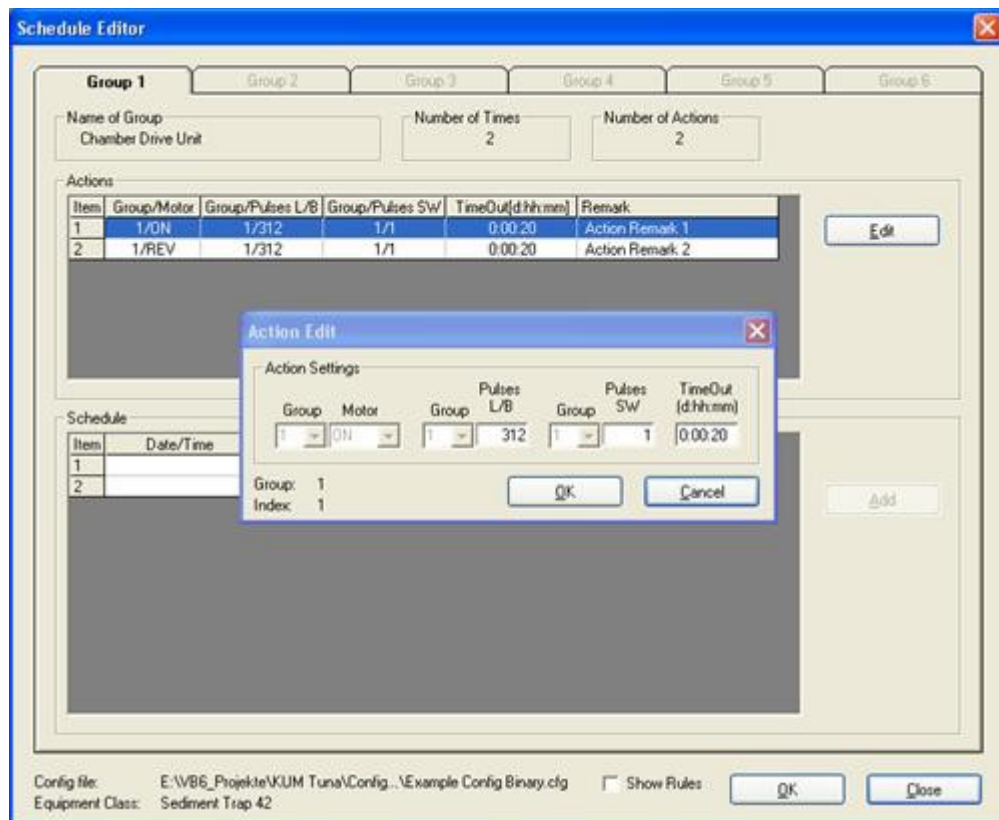 Schedule Editor
Group 1 Group 2 Group 3 Group 4 Group 5 Group 6
Name of Group Number of Times Number of Actions
Chamber Drive Unit 2 2
Actions
Item Group/Motor Group/Pulses L/B Group/Pulses SW TimeOut[d:hh:mm] Remark
1 1/ON 1/312 1/1 0:00:20 Action Remark 1
2 1/REV 1/312 1/1 0:00:20 Action Remark 2
Edit
Action Edit
Action Settings
Group Motor Group Pulses L/B Group Pulses SW TimeOut (d:hh:mm)
1 ON 1 312 1 1 0:00:20
Group: 1
Index: 1
OK Cancel
Schedule
Item Date/Time
1
2
Add
Config file: E:\VB6_Projekte\KUM Tuna\Config...\Example Config Binary.cfg Show Rules OK Close
Equipment Class: Sediment Trap 42